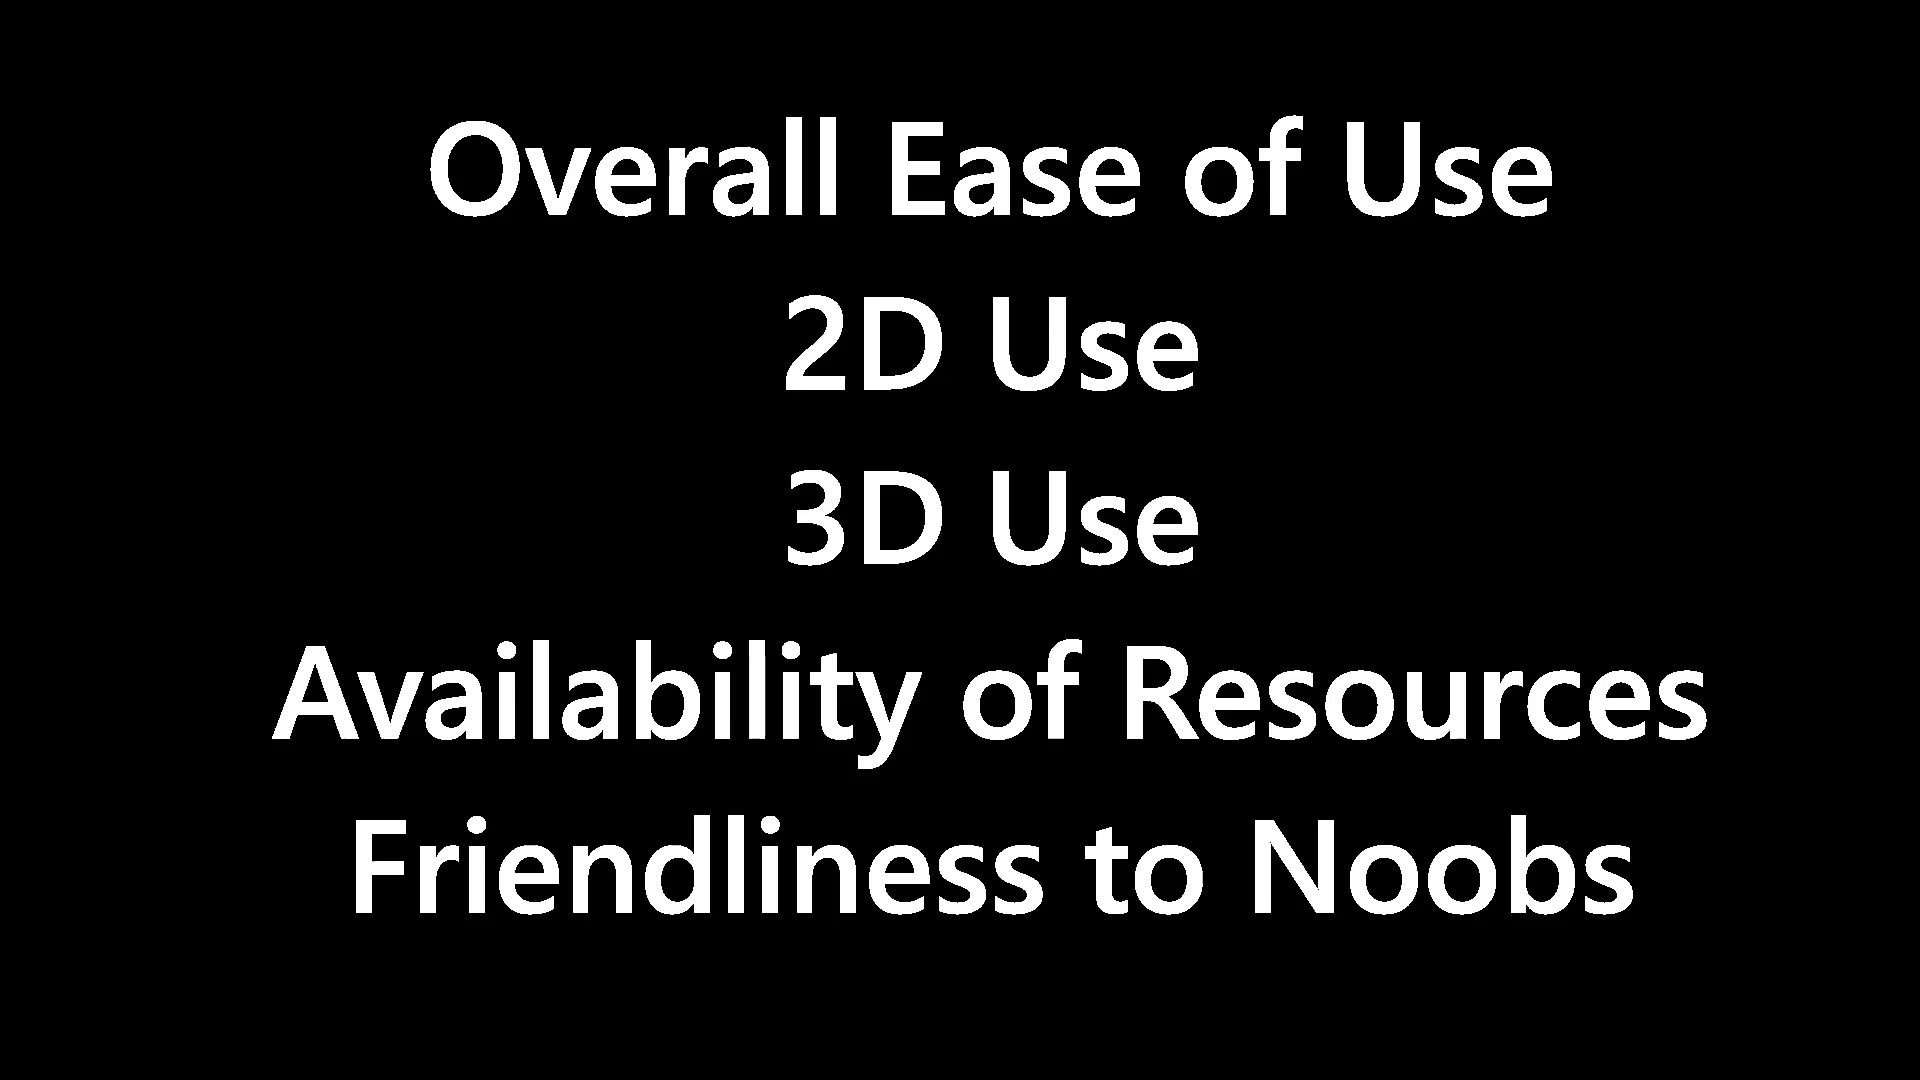 Overall Ease of Use
2D Use
3D Use
Availability of Resources
Friendliness to Noobs